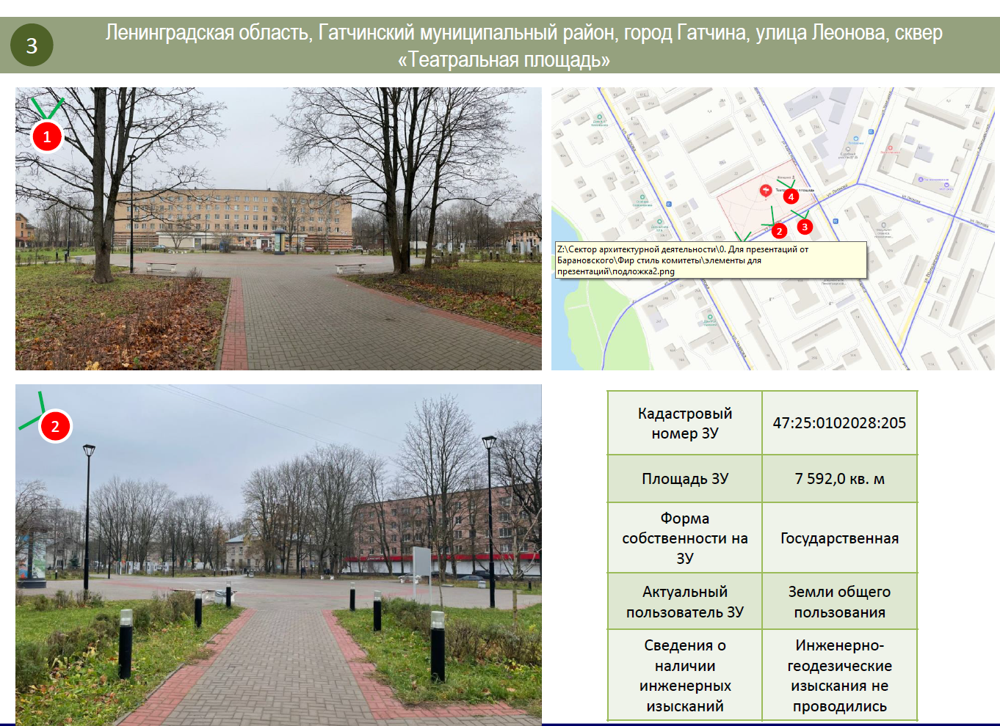 3
Ленинградская область, Гатчинский муниципальный район, город Гатчина, улица Леонова, сквер
«Театральная площадь»
1
4
2
3
Z:\Сектор архитектурной деятельности\0. Для презентаций от
Барановского\Фир стиль комитеты\элементы для
презентаций\подложка2.png
2
Кадастровый
номер ЗУ
47:25:0102028:205
Площадь ЗУ
7 592,0 кв. м
Форма
собственности на
ЗУ
Государственная
Актуальный
пользователь ЗУ
Земли общего
пользования
Сведения о
наличии
инженерных
изысканий
Инженерно-
геодезические
изыскания не
проводились